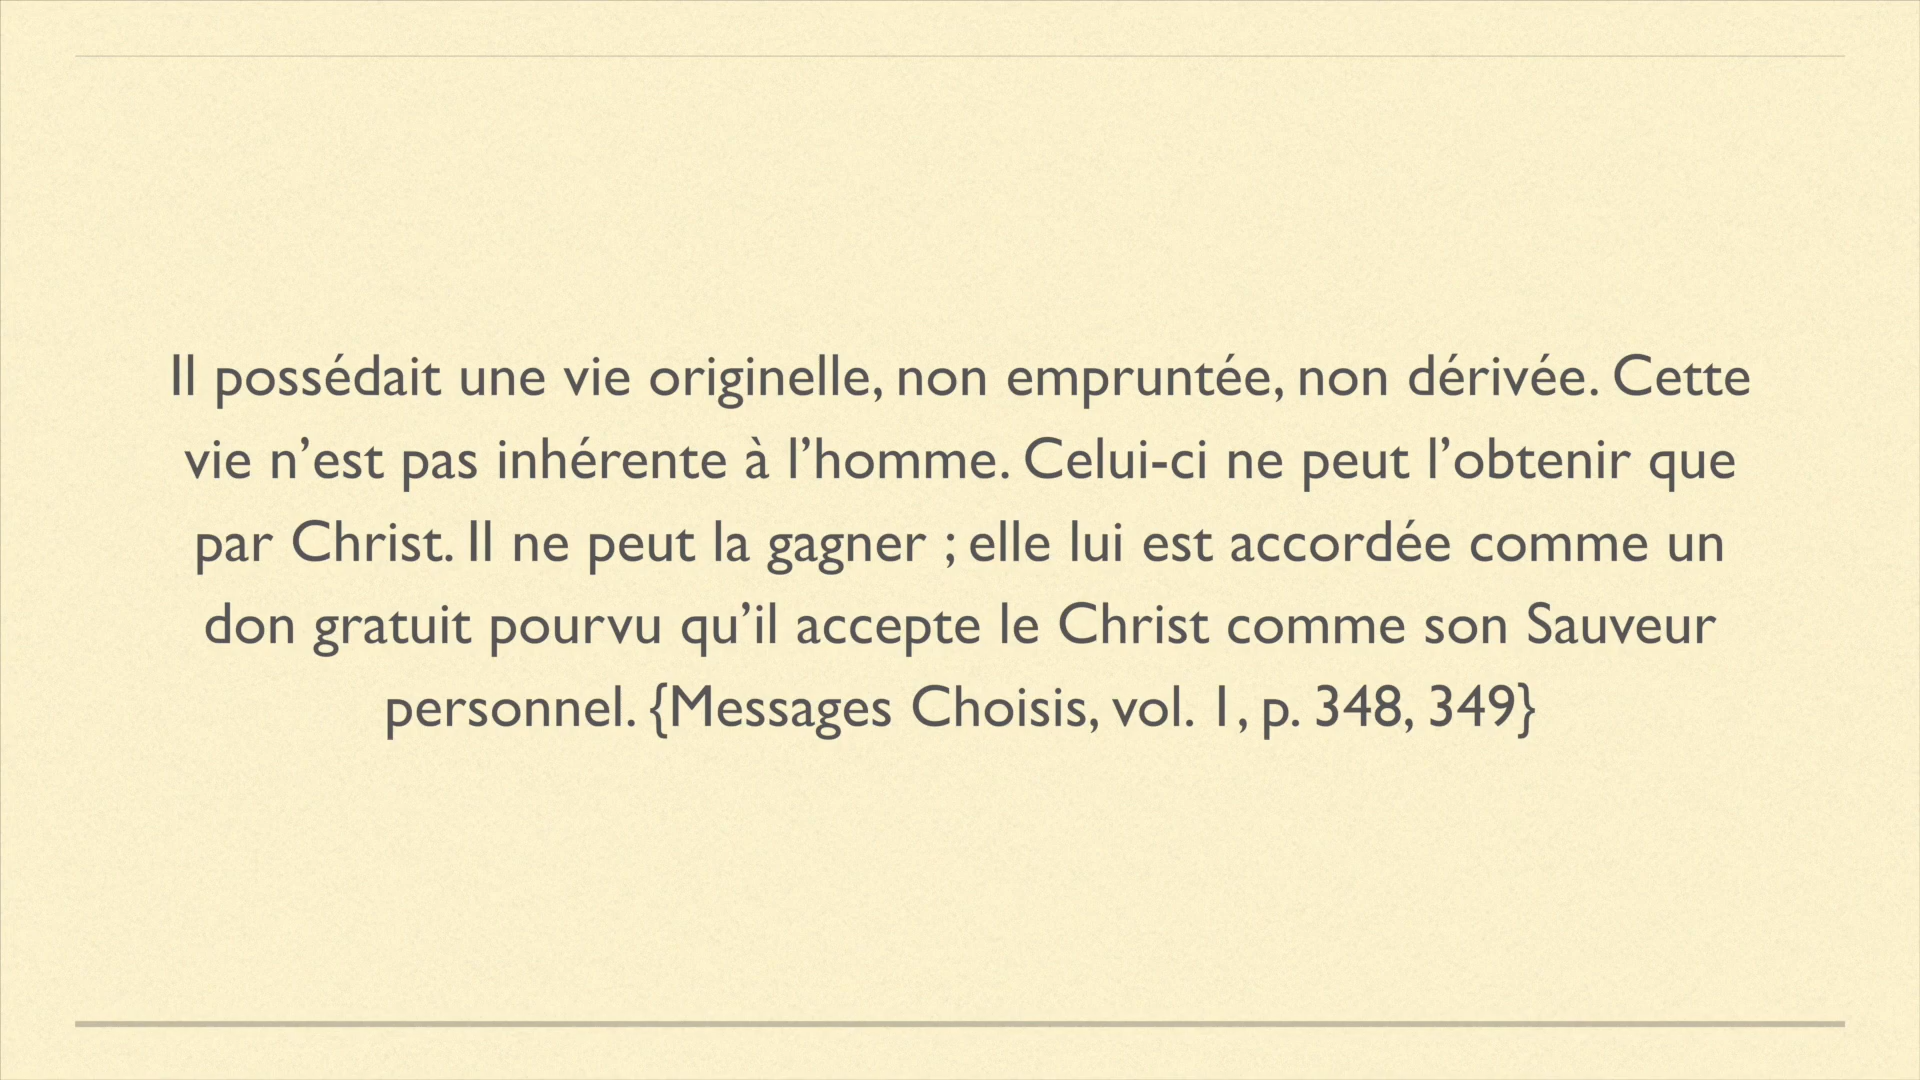 Il possédait une vie originelle, non empruntée, non dérivée. Cette
vie n’est pas inhérente à l’homme. Celui-ci ne peut l’obtenir que
par Christ. Il ne peut la gagner ; elle lui est accordée comme un
don gratuit pourvu qu’il accepte le Christ comme son Sauveur
personnel. {Messages Choisis, vol. 1, p. 348, 349}